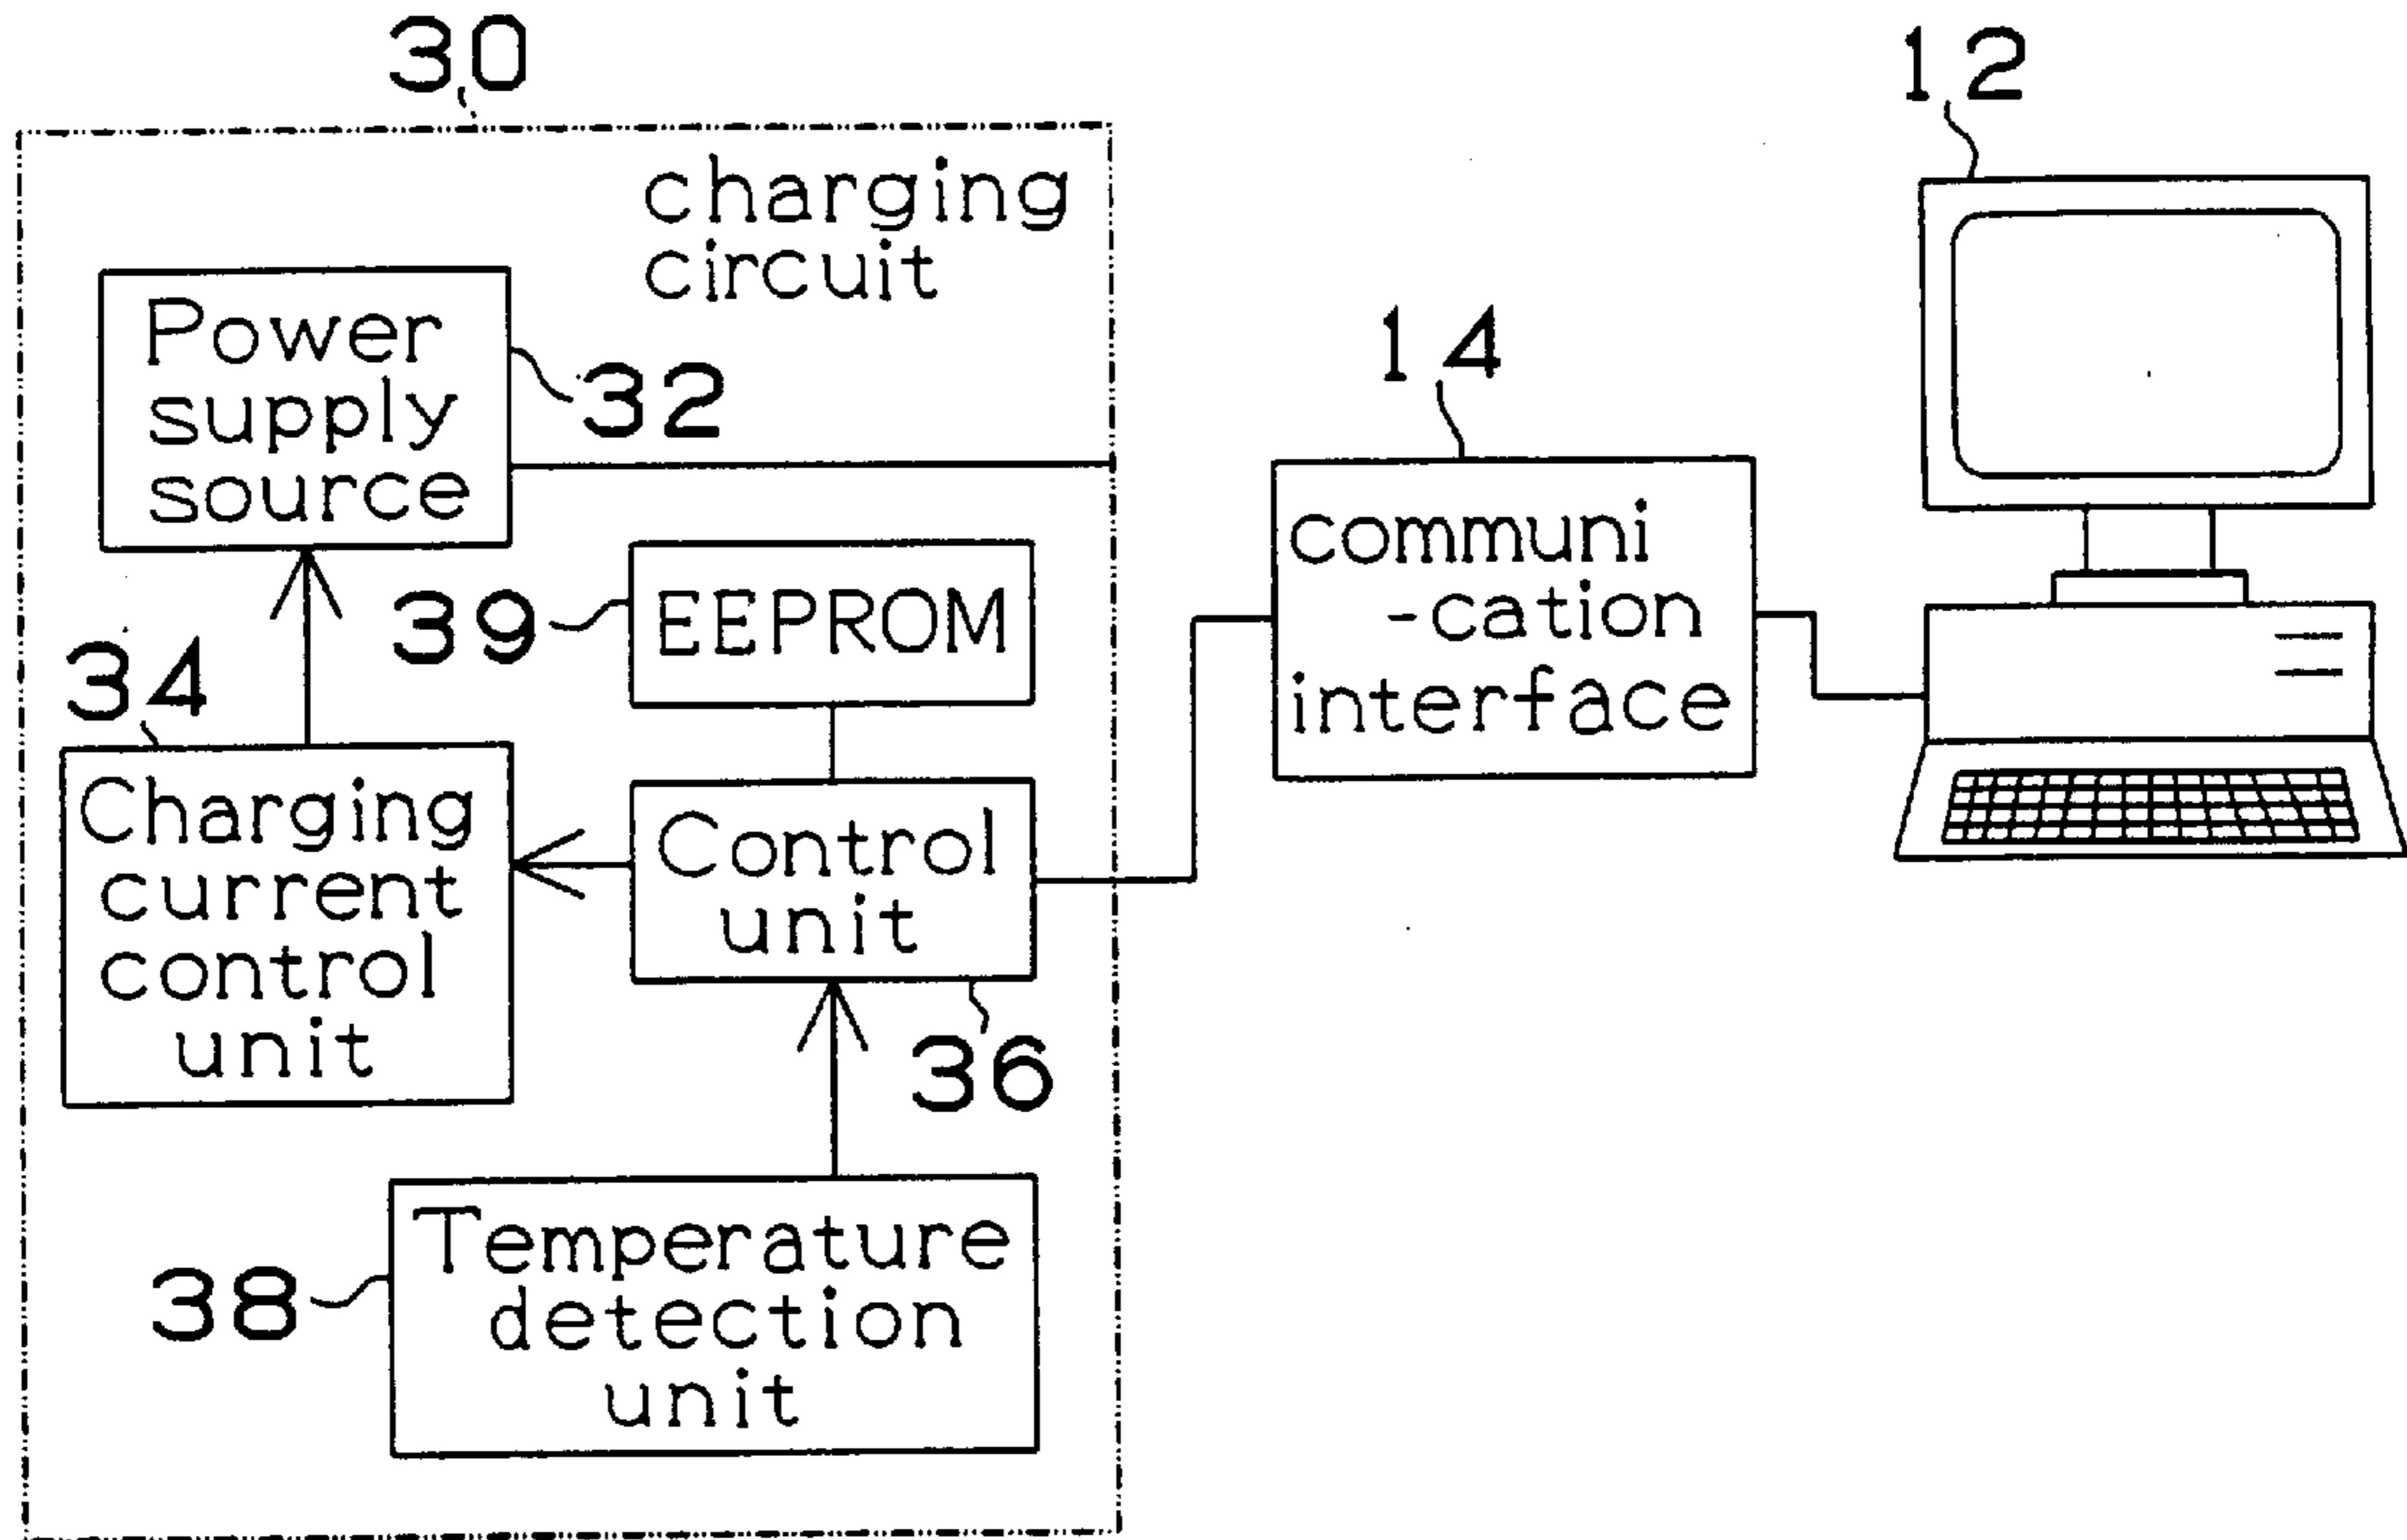 30
12
charging
circuit
Power
supply
source
32
14
communi
-cation
interface
39
EEPROM
34
Charging
current
control
unit
Control
unit
36
Temperature
detection
unit
38